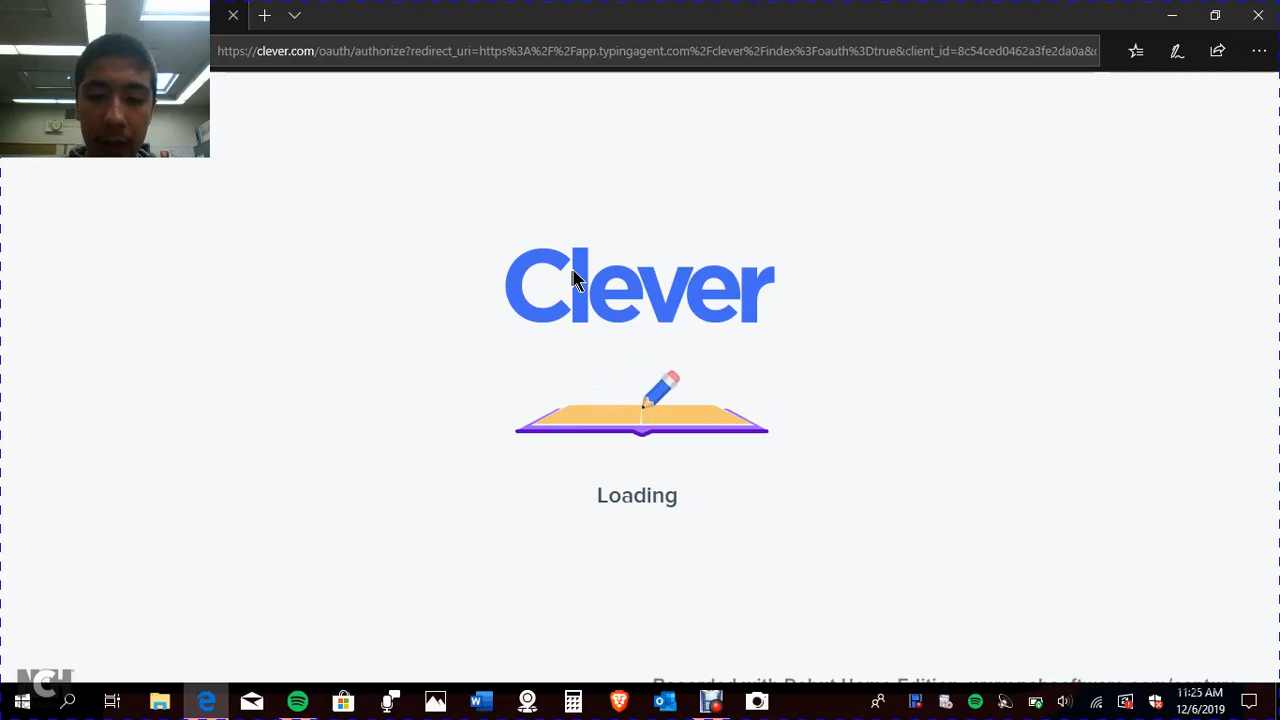 https://clever.com/oauth/authorize?redirect_uri=https%3A%2F%2Fapp.typingagent.com%2Fclever%2Findex%3Foauth%3Dtrue&client_id=8c54ced0462a3fe2da0a&
Clever
Loading
NCH
11:25 AM
12/6/2019